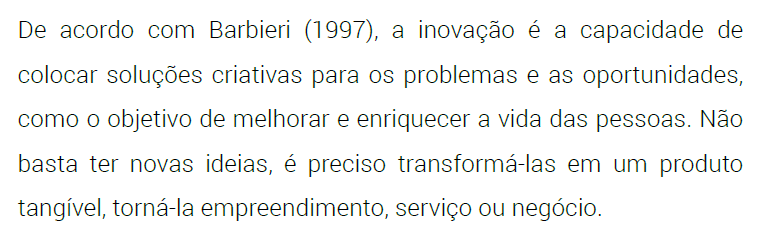 De acordo com Barbieri (1997), a inovação é a capacidade de
colocar soluções criativas para os problemas e as oportunidades,
como o objetivo de melhorar e enriquecer a vida das pessoas. Não
basta ter novas ideias, é preciso transformá-las em um produto
tangível, torná-la empreendimento, serviço ou negócio.